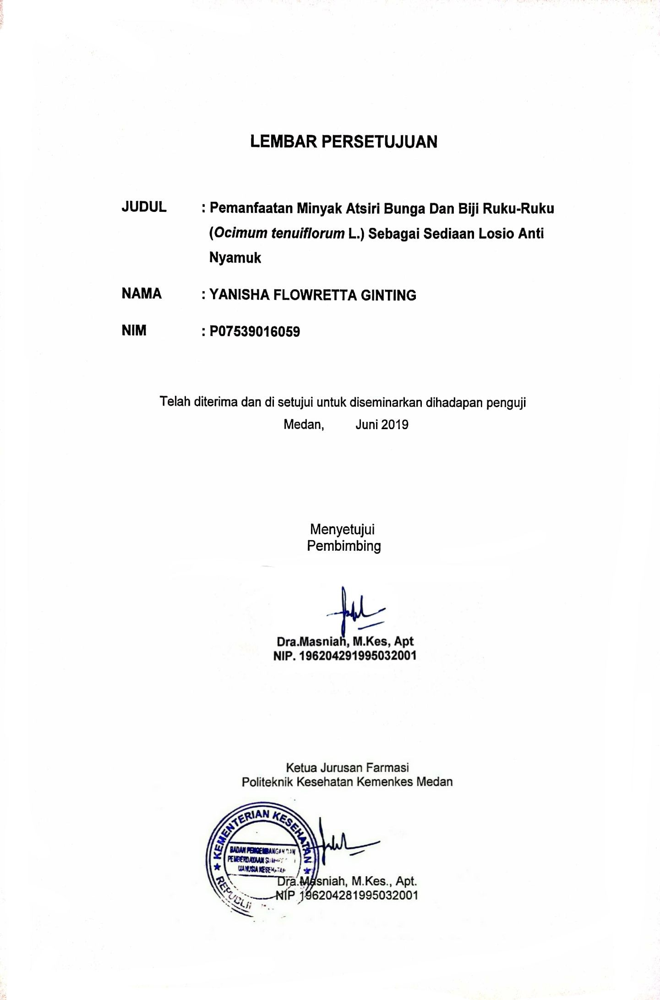 LEMBAR PERSETUJUAN
JUDUL : Pemanfaatan Minyak Atsiri Bunga Dan Biji Ruku-Ruku
(Ocimum tenuiflorum L.) Sebagai Sediaan Losio Anti
Nyamuk
NAMA : YANISHA FLOWRETTA GINTING
NIM : P07539016059
Telah diterima dan di setujui untuk diseminarkan dihadapan penguji
Medan, Juni 2019
Menyetujui
Pembimbing
Dra.Masniah, M.Kes, Apt
NIP. 196204291995032001
Ketua Jurusan Farmasi
Politeknik Kesehatan Kemenkes Medan
KEMENTERIAN KESEHATAN
BADAN PENGEMBANGAN DAN
PEMBERDAYAAN
MANUSIA KESEHATAN
Dra.Masniah, M.Kes., Apt.
NIP 196204281995032001